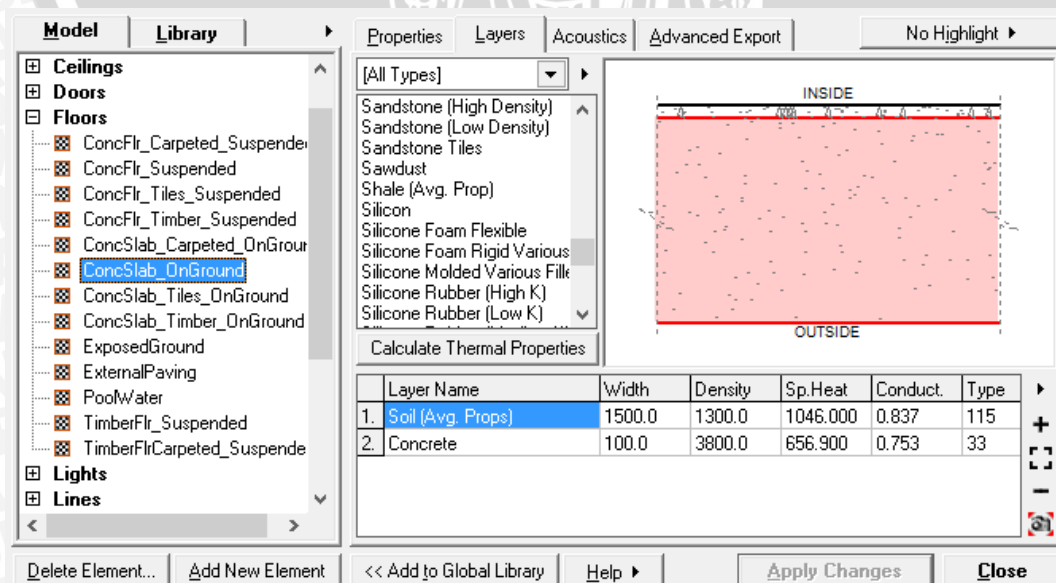 Model Library
Ceilings
Doors
Floors
ConcFlr_Carpeted_Suspende
ConcFlr_Suspended
ConcFlr_Tiles_Suspended
ConcFlr_Timber_Suspended
ConcSlab_Carpeted_OnGroun
ConcSlab_OnGround
ConcSlab_Tiles_OnGround
ConcSlab_Timber_OnGround
ExposedGround
ExternalPaving
PoolWater
TimberFlr_Suspended
TimberFlrCarpeted_Suspende
Lights
Lines
Delete Element... Add New Element
Properties Layers Acoustics Advanced Export No Highlight
[All Types]
Sandstone (High Density)
Sandstone (Low Density)
Sandstone Tiles
Sawdust
Shale (Avg. Prop)
Silicon
Silicone Foam Flexible
Silicone Foam Rigid Various
Silicone Molded Various Fille
Silicone Rubber (High K)
Silicone Rubber (Low K)
Calculate Thermal Properties
INSIDE
OUTSIDE
Layer Name Width Density Sp.Heat Conduct. Type
1. Soil (Avg. Props) 1500.0 1300.0 1046.000 0.837 115
2. Concrete 100.0 3800.0 656.900 0.753 33
<< Add to Global Library Help Apply Changes Close